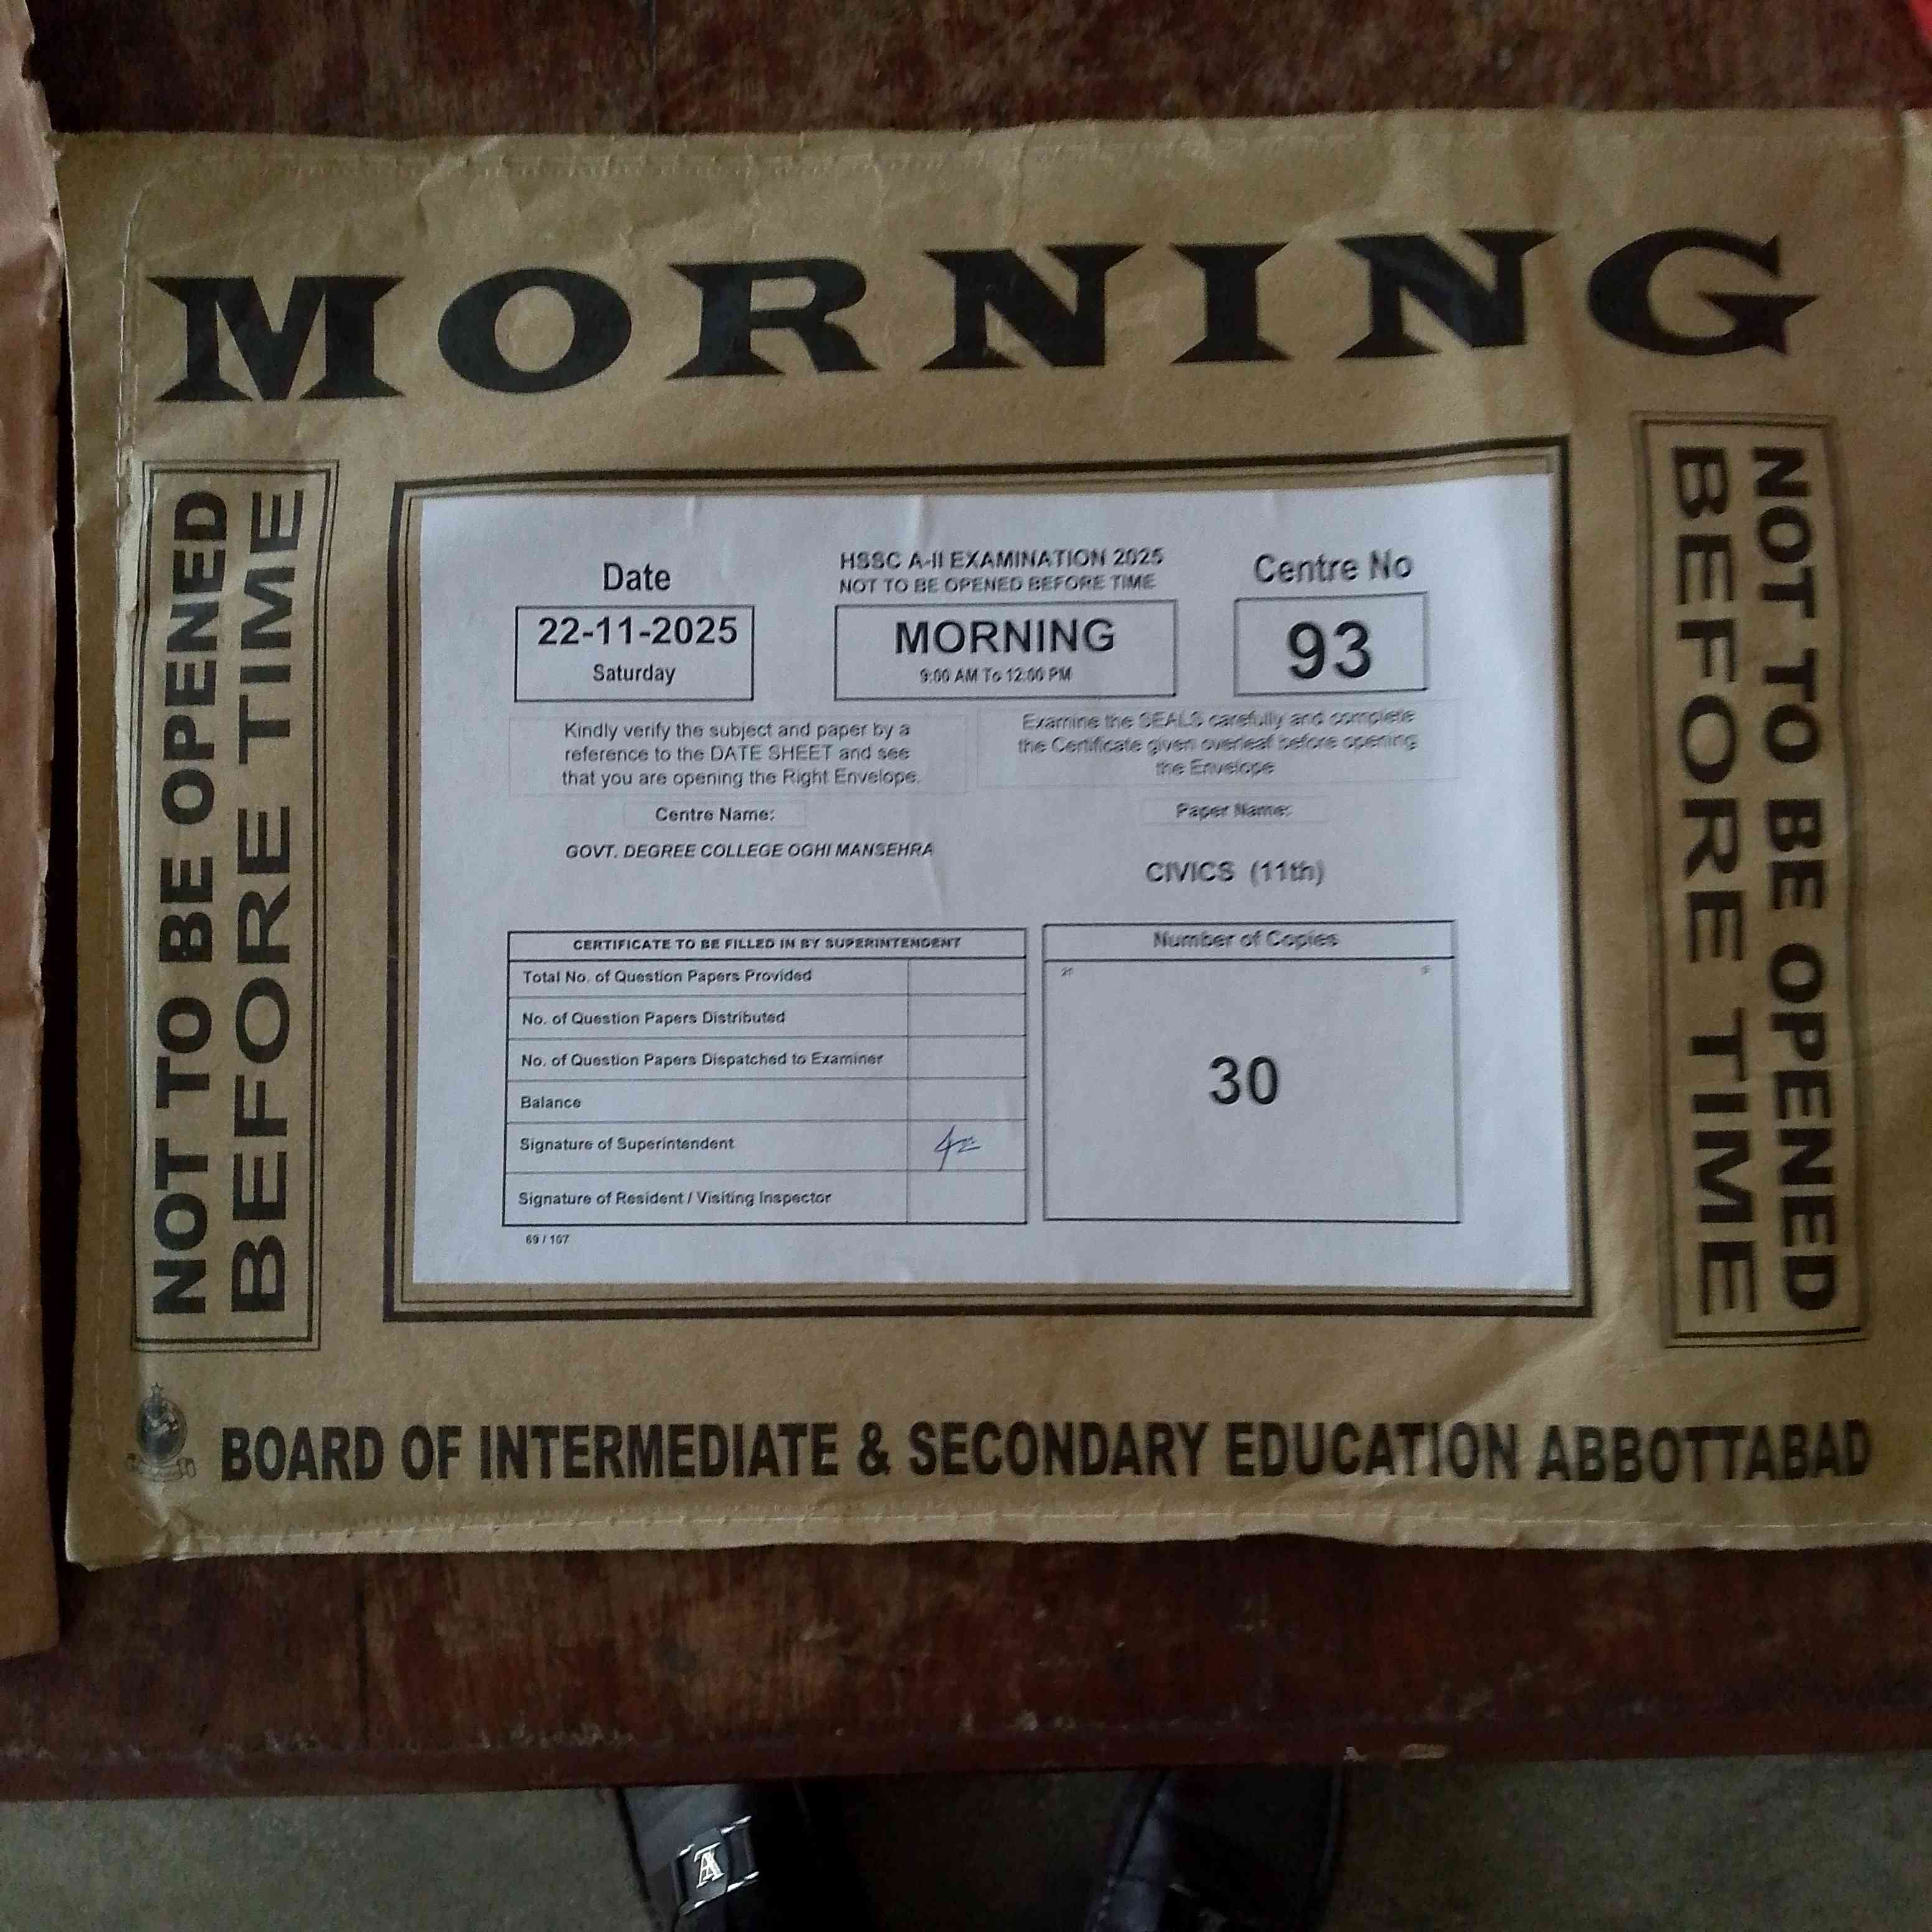 MORNING
NOT TO BE OPENED
BEFORE TIME
Date
22-11-2025
Saturday
HSSC A-II EXAMINATION 2025
NOT TO BE OPENED BEFORE TIME
MORNING
9:00 AM To 12:00 PM
Centre No
93
Kindly verify the subject and paper by a
reference to the DATE SHEET and see
that you are opening the Right Envelope.
Examine the SEALS carefully and complete
the Certificate given overleaf before opening
the Envelope
Centre Name:
GOVT. DEGREE COLLEGE OGHI MANSEHRA
Paper Name:
CIVICS (11th)
CERTIFICATE TO BE FILLED IN BY SUPERINTENDENT
Total No. of Question Papers Provided
No. of Question Papers Distributed
No. of Question Papers Dispatched to Examiner
Balance
Signature of Superintendent
Signature of Resident / Visiting Inspector
69 / 107
Number of Copies
30
NOT TO BE OPENED
BEFORE TIME
BOARD OF INTERMEDIATE & SECONDARY EDUCATION ABBOTTABAD
A